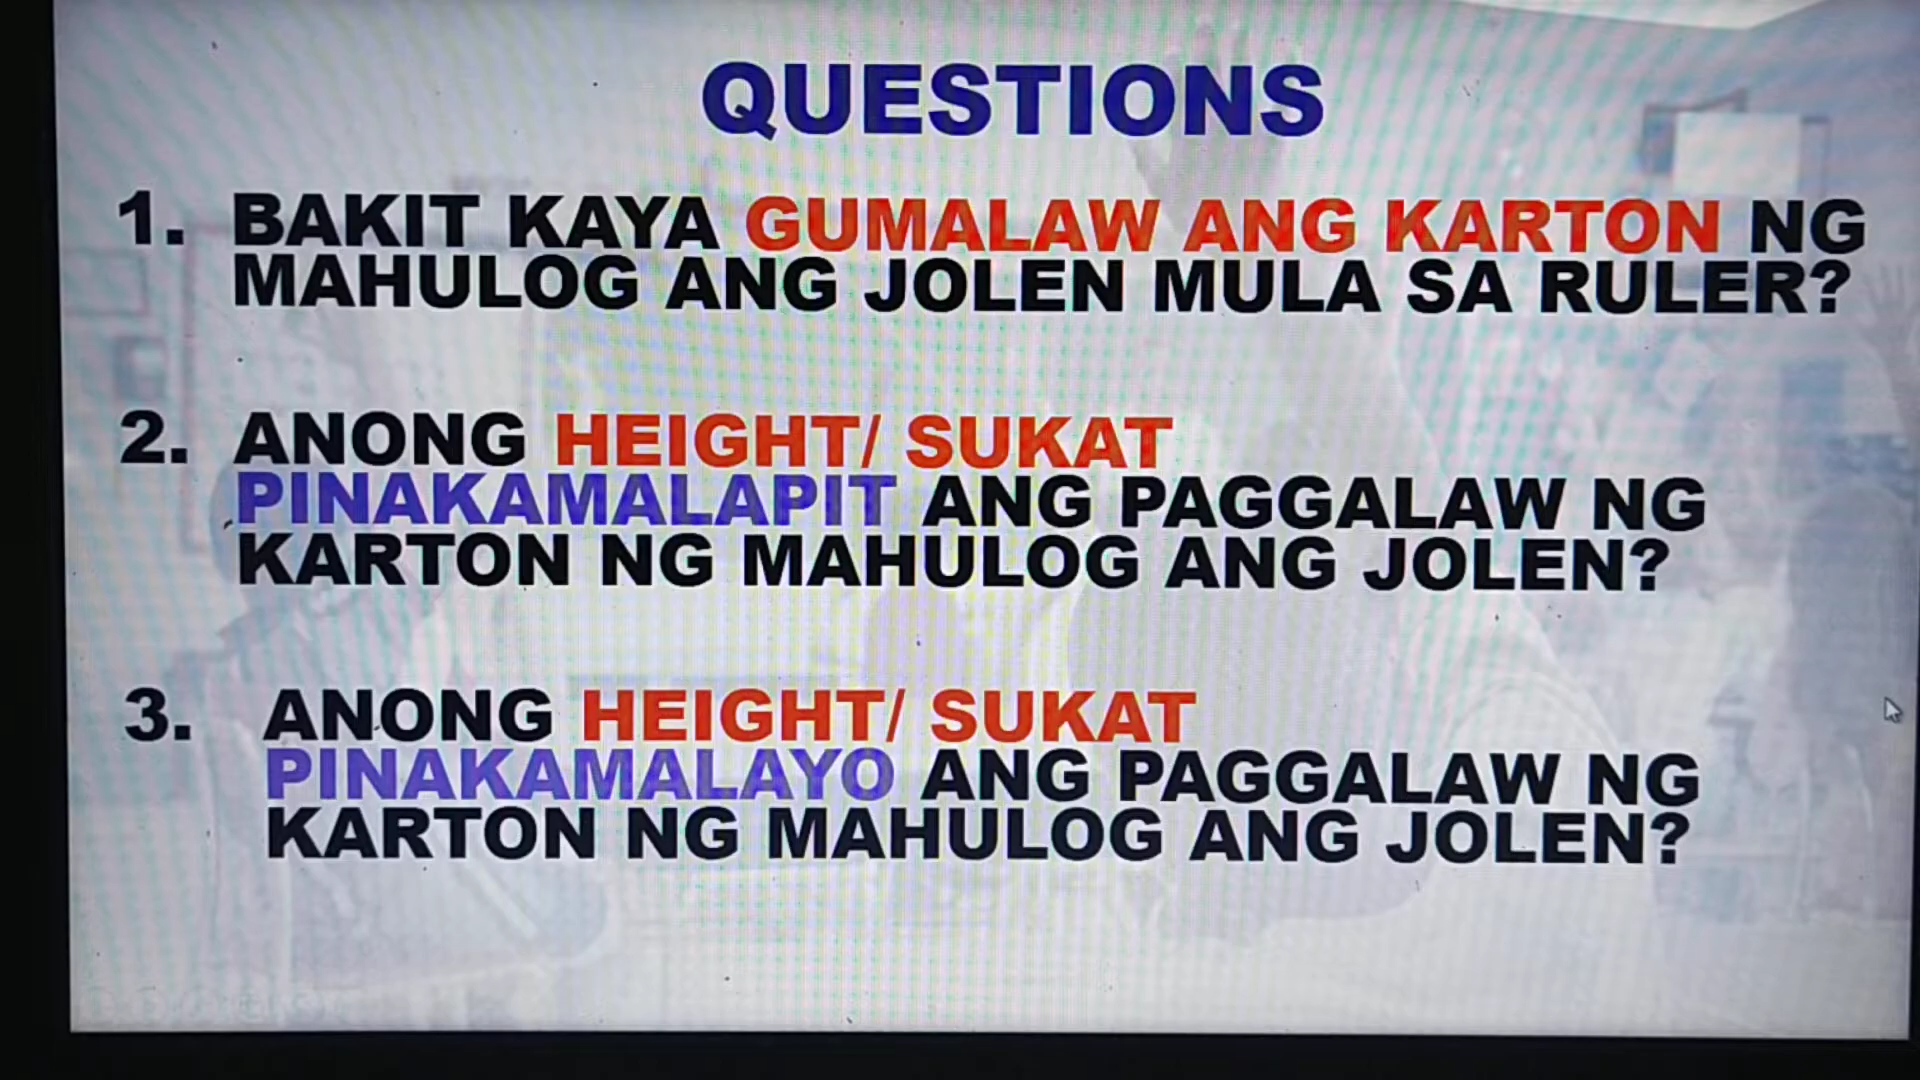 QUESTIONS
1. BAKIT KAYA GUMALAW ANG KARTON NG
MAHULOG ANG JOLEN MULA SA RULER?
2. ANONG HEIGHT/ SUKAT
PINAKAMALAPIT ANG PAGGALAW NG
KARTON NG MAHULOG ANG JOLEN?
3. ANONG HEIGHT/ SUKAT
PINAKAMALAYO ANG PAGGALAW NG
KARTON NG MAHULOG ANG JOLEN?